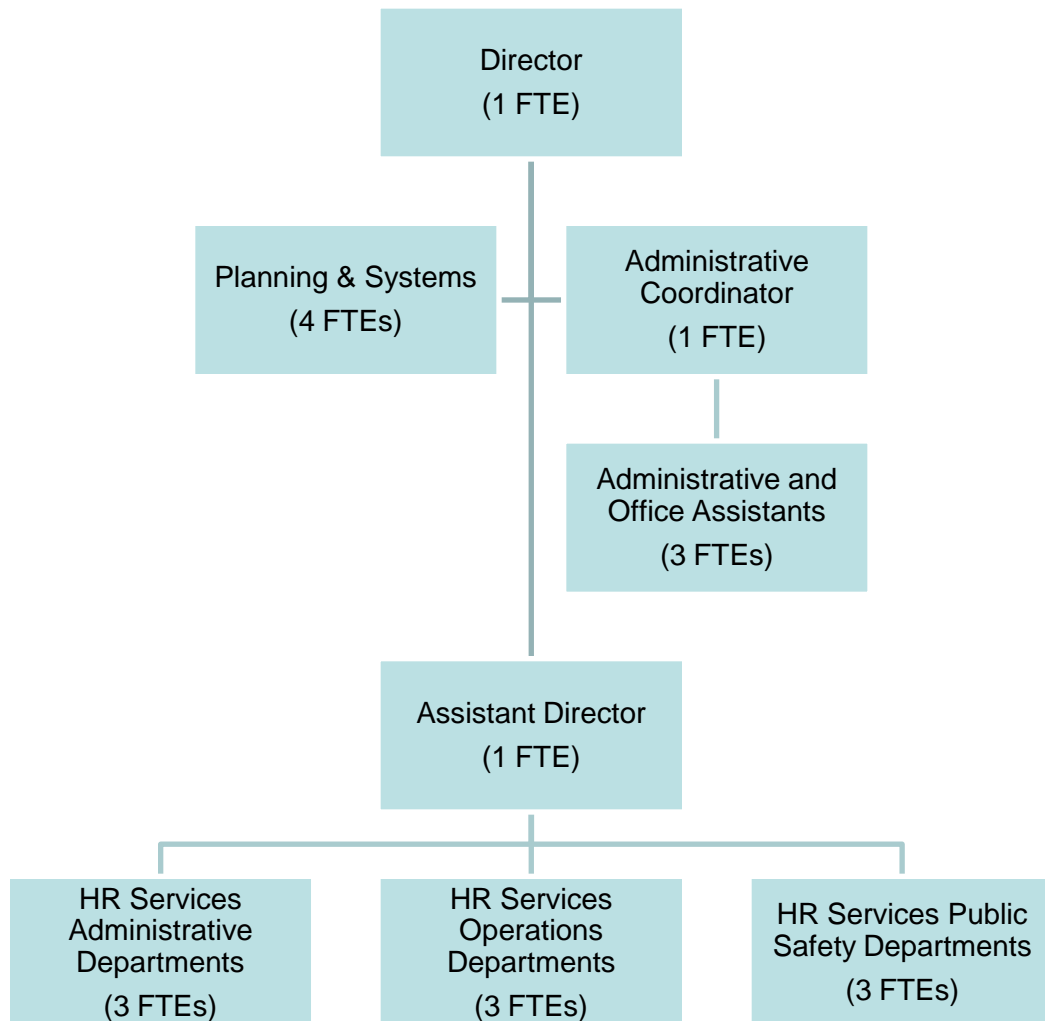 Director
(1 FTE)
Planning & Systems
(4 FTEs)
Administrative
Coordinator
(1 FTE)
Administrative and
Office Assistants
(3 FTEs)
Assistant Director
(1 FTE)
HR Services
Administrative
Departments
(3 FTEs)
HR Services
Operations
Departments
(3 FTEs)
HR Services Public
Safety Departments
(3 FTEs)